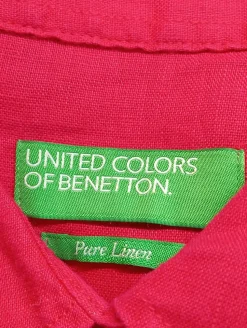 UNITED COLORS
OF BENETTON.
Pure Linen